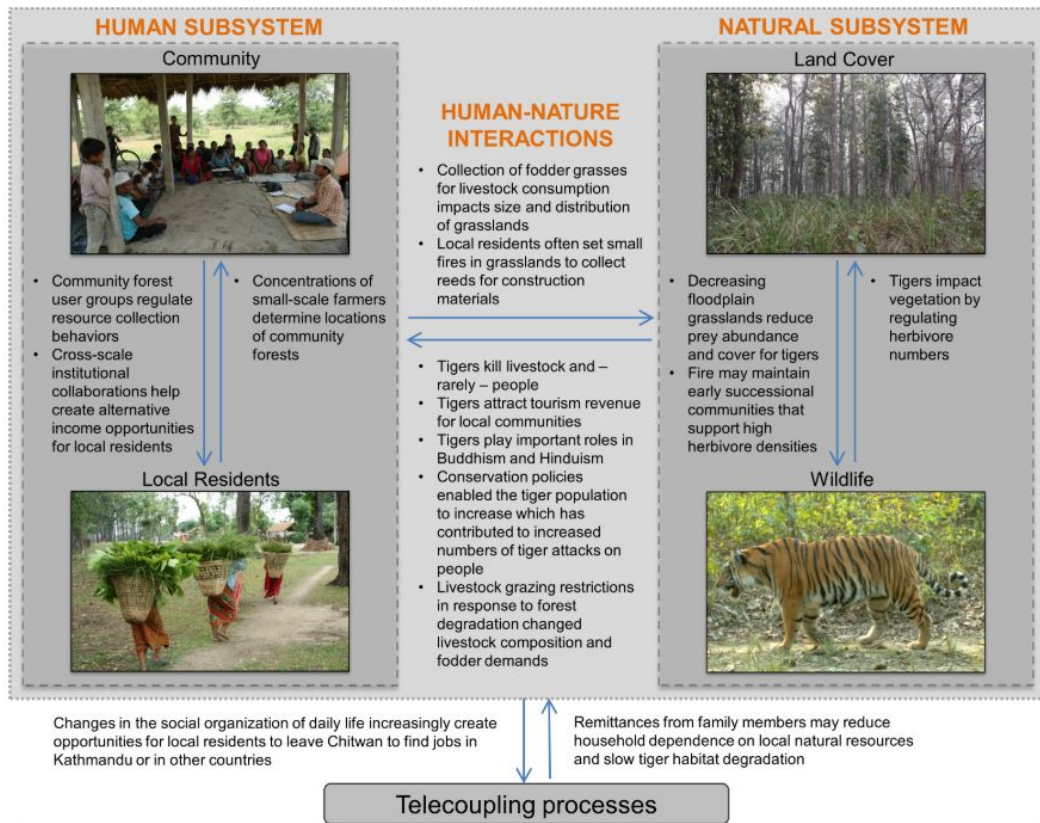 HUMAN SUBSYSTEM
Community
• Community forest
user groups regulate
resource collection
behaviors
• Cross-scale
institutional
collaborations help
create alternative
income opportunities
for local residents
• Concentrations of
small-scale farmers
determine locations
of community
forests
Local Residents
HUMAN-NATURE
INTERACTIONS
• Collection of fodder grasses
for livestock consumption
impacts size and distribution
of grasslands
• Local residents often set small
fires in grasslands to collect
reeds for construction
materials
• Tigers kill livestock and –
rarely – people
• Tigers attract tourism revenue
for local communities
• Tigers play important roles in
Buddhism and Hinduism
• Conservation policies
enabled the tiger population
to increase which has
contributed to increased
numbers of tiger attacks on
people
• Livestock grazing restrictions
in response to forest
degradation changed
livestock composition and
fodder demands
NATURAL SUBSYSTEM
Land Cover
• Decreasing
floodplain
grasslands reduce
prey abundance
and cover for tigers
• Fire may maintain
early successional
communities that
support high
herbivore densities
• Tigers impact
vegetation by
regulating
herbivore
numbers
Wildlife
Changes in the social organization of daily life increasingly create
opportunities for local residents to leave Chitwan to find jobs in
Kathmandu or in other countries
Remittances from family members may reduce
household dependence on local natural resources
and slow tiger habitat degradation
Telecoupling processes